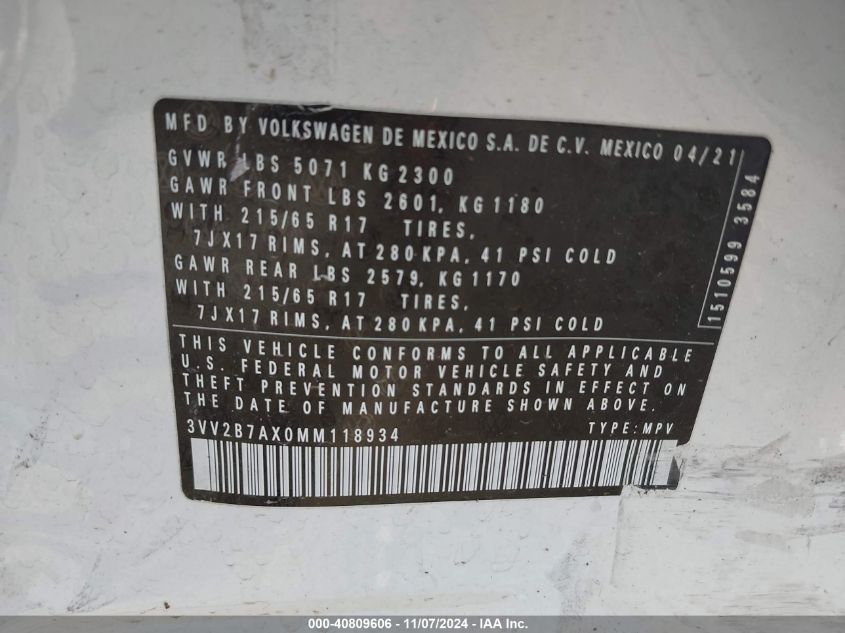 MFD BY VOLKSWAGEN DE MEXICO S.A. DE C.V. MEXICO 04/21
GVWR LBS 5071 KG 2300
GAWR FRONT LBS 2601, KG 1180
WITH 215/65 R17 TIRES,
7JX17 RIMS, AT 280 KPA, 41 PSI COLD
GAWR REAR LBS 2579, KG 1170
WITH 215/65 R17 TIRES,
7JX17 RIMS, AT 280 KPA, 41 PSI COLD
1510599 3584
THIS VEHICLE CONFORMS TO ALL APPLICABLE
U.S. FEDERAL MOTOR VEHICLE SAFETY AND
THEFT PREVENTION STANDARDS IN EFFECT ON
THE DATE OF MANUFACTURE SHOWN ABOVE.
3VV2B7AX0MM118934 TYPE: MPV
000-40809606 - 11/07/2024 - IAA Inc.